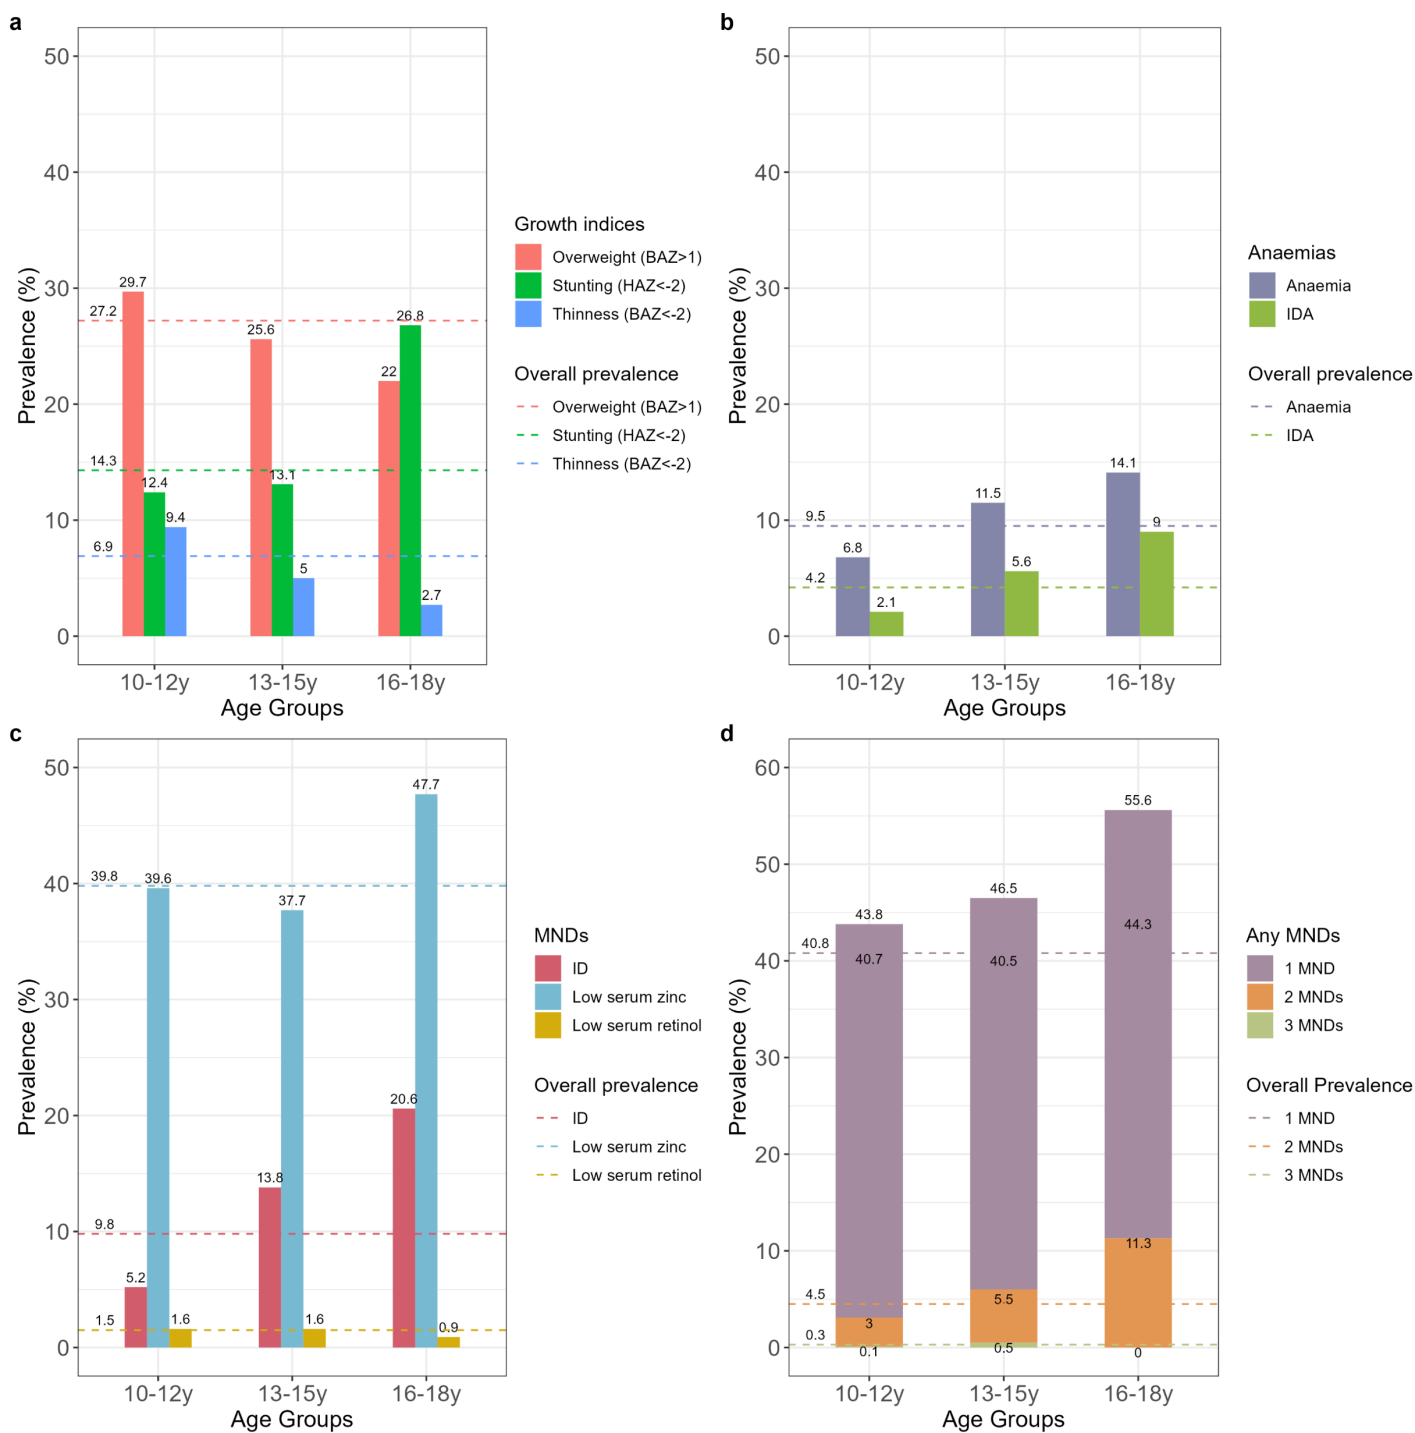 a
Prevalence (%)
50
40
30
20
10
0
27.2
14.3
6.9
29.7
12.4
9.4
25.6
13.1
5
22
26.8
2.7
10-12y
13-15y
16-18y
Age Groups
Growth indices
Overweight (BAZ>1)
Stunting (HAZ<-2)
Thinness (BAZ<-2)
Overall prevalence
Overweight (BAZ>1)
Stunting (HAZ<-2)
Thinness (BAZ<-2)
b
Prevalence (%)
50
40
30
20
10
0
9.5
4.2
6.8
2.1
11.5
5.6
14.1
9
10-12y
13-15y
16-18y
Age Groups
Anaemias
Anaemia
IDA
Overall prevalence
Anaemia
IDA
c
Prevalence (%)
50
40
30
20
10
0
39.8
9.8
1.5
5.2
39.6
1.6
13.8
37.7
1.6
20.6
47.7
0.9
10-12y
13-15y
16-18y
Age Groups
MNDs
ID
Low serum zinc
Low serum retinol
Overall prevalence
ID
Low serum zinc
Low serum retinol
d
Prevalence (%)
60
50
40
30
20
10
0
40.8
4.5
0.3
43.8
40.7
3
0.1
46.5
40.5
5.5
0.5
55.6
44.3
11.3
0
10-12y
13-15y
16-18y
Age Groups
Any MNDs
1 MND
2 MNDs
3 MNDs
Overall Prevalence
1 MND
2 MNDs
3 MNDs